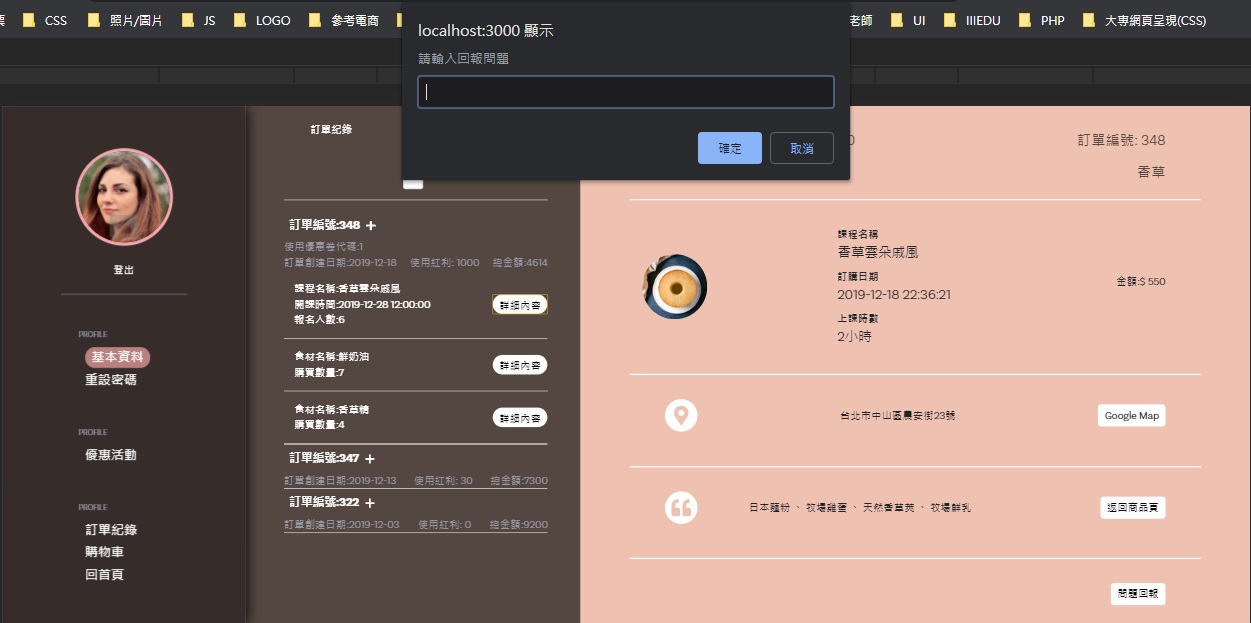 CSS 照片/圖片 JS LOGO 參考電商 老師 UI IIIEDU PHP 大專網頁呈現(CSS)
localhost:3000 顯示
請輸入回報問題
確定 取消
登出
PROFILE
基本資料
重設密碼
PROFILE
優惠活動
PROFILE
訂單紀錄
購物車
回首頁
訂單紀錄
訂單編號:348 +
使用優惠卷代碼:1
訂單創建日期:2019-12-18 使用紅利: 1000 總金額:4614
課程名稱:香草雲朵戚風
開課時間:2019-12-28 12:00:00
報名人數:6
詳細內容
食材名稱:鮮奶油
購買數量:7
詳細內容
食材名稱:香草精
購買數量:4
詳細內容
訂單編號:347 +
訂單創建日期:2019-12-13 使用紅利: 30 總金額:7300
訂單編號:322 +
訂單創建日期:2019-12-03 使用紅利: 0 總金額:9200
訂單編號: 348
香草
課程名稱
香草雲朵戚風
訂購日期
2019-12-18 22:36:21
上課時數
2小時
金額:$ 550
台北市中山區農安街23號
Google Map
日本麵粉 、 牧場雞蛋 、 天然香草莢 、 牧場鮮乳
返回商品頁
問題回報